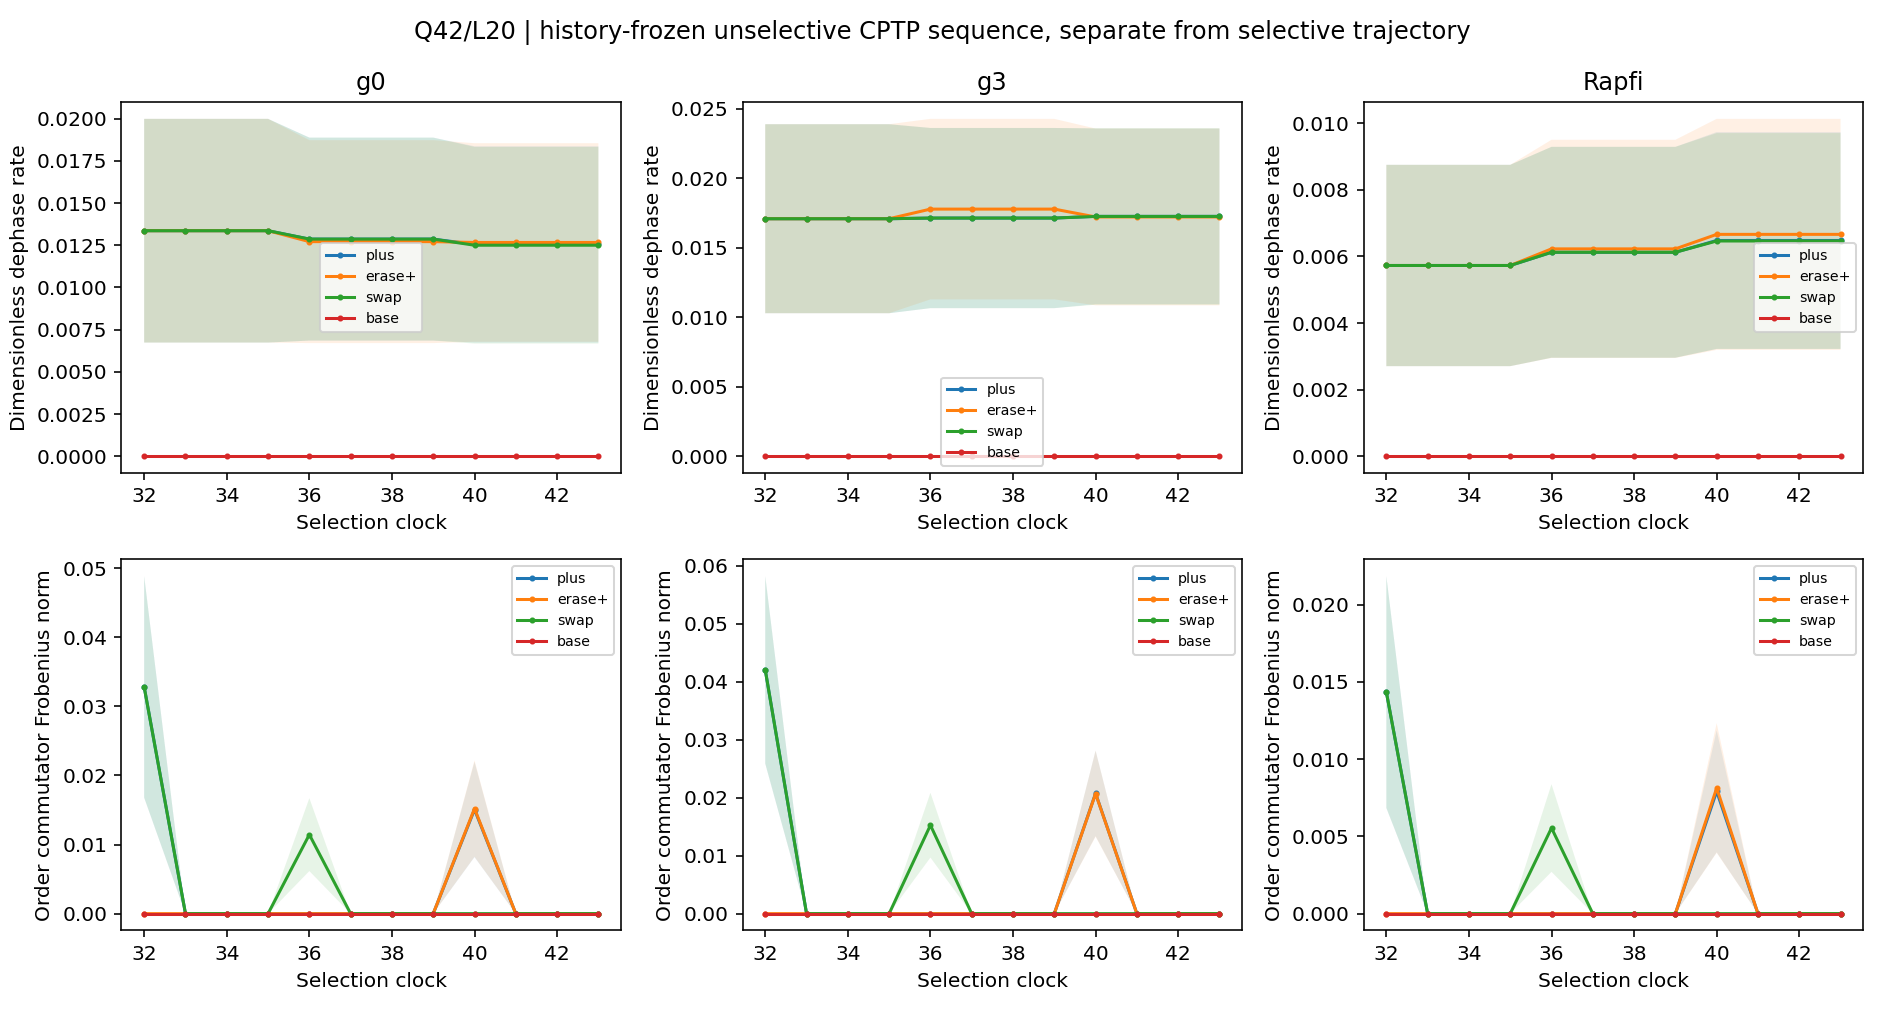 Q42/L20 | history-frozen unselective CPTP sequence, separate from selective trajectory
g0
Dimensionless dephase rate
0.0200
0.0175
0.0150
0.0125
0.0100
0.0075
0.0050
0.0025
0.0000
plus
erase+
swap
base
32 34 36 38 40 42
Selection clock
g3
Dimensionless dephase rate
0.025
0.020
0.015
0.010
0.005
0.000
plus
erase+
swap
base
32 34 36 38 40 42
Selection clock
Rapfi
Dimensionless dephase rate
0.010
0.008
0.006
0.004
0.002
0.000
plus
erase+
swap
base
32 34 36 38 40 42
Selection clock
Order commutator Frobenius norm
0.05
0.04
0.03
0.02
0.01
0.00
plus
erase+
swap
base
32 34 36 38 40 42
Selection clock
Order commutator Frobenius norm
0.06
0.05
0.04
0.03
0.02
0.01
0.00
plus
erase+
swap
base
32 34 36 38 40 42
Selection clock
Order commutator Frobenius norm
0.020
0.015
0.010
0.005
0.000
plus
erase+
swap
base
32 34 36 38 40 42
Selection clock